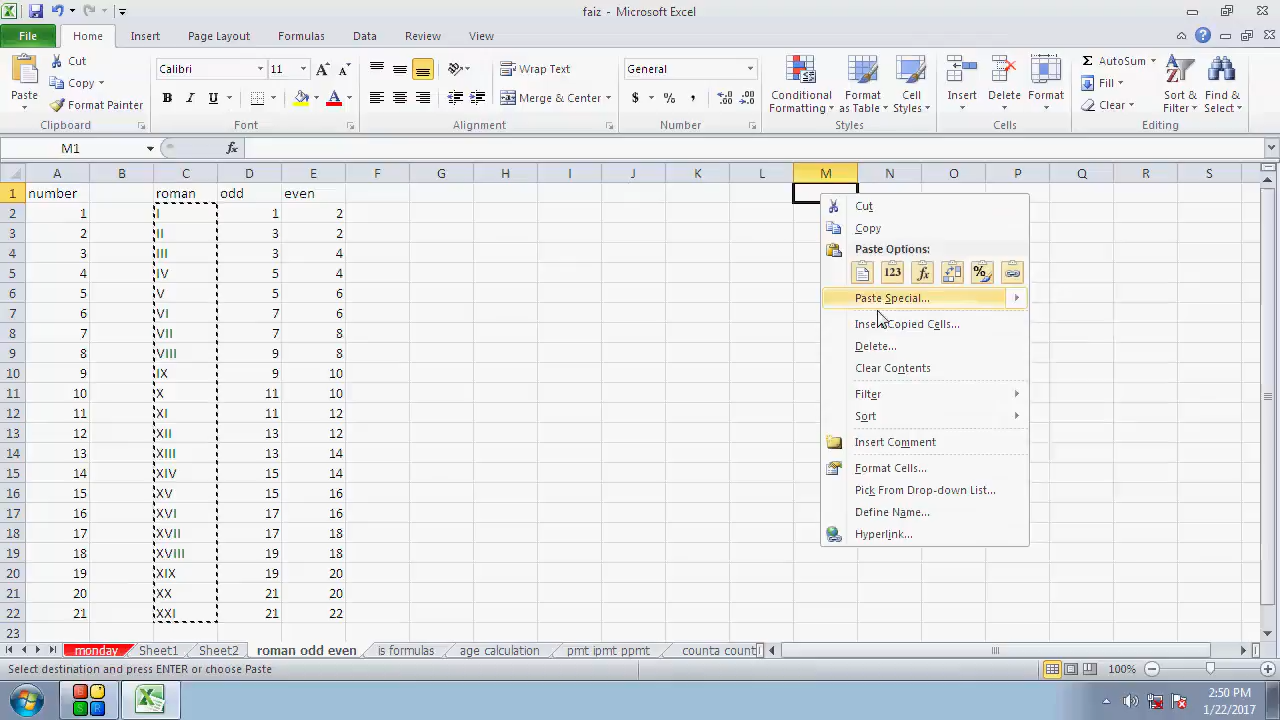 faiz - Microsoft Excel
File Home Insert Page Layout Formulas Data Review View
Paste
Cut
Copy
Format Painter
Clipboard
Calibri 11
B I U
Font
Wrap Text
Merge & Center
Alignment
General
$ % ,
Number
Conditional Formatting
Format as Table
Cell Styles
Styles
Insert Delete Format
Cells
AutoSum
Fill
Clear
Sort & Filter
Find & Select
Editing
M1 fx
A B C D E F G H I J K L M N O P Q R S
1 number roman odd even
2 1 I 1 2
3 2 II 3 2
4 3 III 3 4
5 4 IV 5 4
6 5 V 5 6
7 6 VI 7 6
8 7 VII 7 8
9 8 VIII 9 8
10 9 IX 9 10
11 10 X 11 10
12 11 XI 11 12
13 12 XII 13 12
14 13 XIII 13 14
15 14 XIV 15 14
16 15 XV 15 16
17 16 XVI 17 16
18 17 XVII 17 18
19 18 XVIII 19 18
20 19 XIX 19 20
21 20 XX 21 20
22 21 XXI 21 22
23
Cut
Copy
Paste Options:
123 fx %
Paste Special...
Insert Copied Cells...
Delete...
Clear Contents
Filter
Sort
Insert Comment
Format Cells...
Pick From Drop-down List...
Define Name...
Hyperlink...
monday Sheet1 Sheet2 roman odd even is formulas age calculation pmt ipmt ppmt counta count
Select destination and press ENTER or choose Paste 100%
2:50 PM
1/22/2017